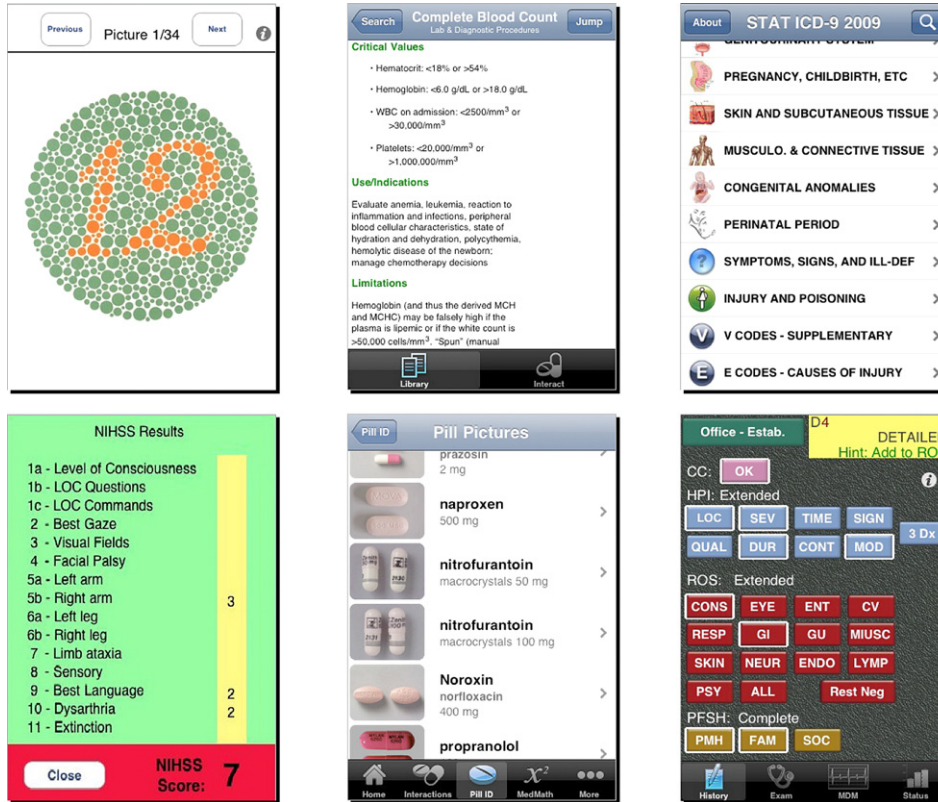 Previous
Picture 1/34
Next
12
Search
Complete Blood Count
Lab & Diagnostic Procedures
Jump
Critical Values
• Hematocrit: <18% or >54%
• Hemoglobin: <6.0 g/dL or >18.0 g/dL
• WBC on admission: <2500/mm3 or
>30,000/mm3
• Platelets: <20,000/mm3 or
>1,000,000/mm3
Use/Indications
Evaluate anemia, leukemia, reaction to
inflammation and infections, peripheral
blood cellular characteristics, state of
hydration and dehydration, polycythemia,
hemolytic disease of the newborn;
manage chemotherapy decisions
Limitations
Hemoglobin (and thus the derived MCH
and MCHC) may be falsely high if the
plasma is lipemic or if the white count is
>50,000 cells/mm3. "Spun" (manual
Library
Interact
About
STAT ICD-9 2009
GENITOURINARY SYSTEM
PREGNANCY, CHILDBIRTH, ETC
SKIN AND SUBCUTANEOUS TISSUE
MUSCULO. & CONNECTIVE TISSUE
CONGENITAL ANOMALIES
PERINATAL PERIOD
SYMPTOMS, SIGNS, AND ILL-DEF
INJURY AND POISONING
V CODES - SUPPLEMENTARY
E CODES - CAUSES OF INJURY
NIHSS Results
1a - Level of Consciousness
1b - LOC Questions
1c - LOC Commands
2 - Best Gaze
3 - Visual Fields
4 - Facial Palsy
5a - Left arm
5b - Right arm 3
6a - Left leg
6b - Right leg
7 - Limb ataxia
8 - Sensory
9 - Best Language 2
10 - Dysarthria 2
11 - Extinction
Close
NIHSS
Score: 7
Pill ID
Pill Pictures
prazosin
2 mg
naproxen
500 mg
nitrofurantoin
macrocrystals 50 mg
nitrofurantoin
macrocrystals 100 mg
Noroxin
norfloxacin
400 mg
propranolol
Home
Interactions
Pill ID
MedMath
More
Office - Estab.
D4
DETAILE
Hint: Add to RO
CC: OK
HPI: Extended
LOC SEV TIME SIGN
QUAL DUR CONT MOD
3 Dx
ROS: Extended
CONS EYE ENT CV
RESP GI GU MIUSC
SKIN NEUR ENDO LYMP
PSY ALL Rest Neg
PFSH: Complete
PMH FAM SOC
History
Exam
MDM
Status